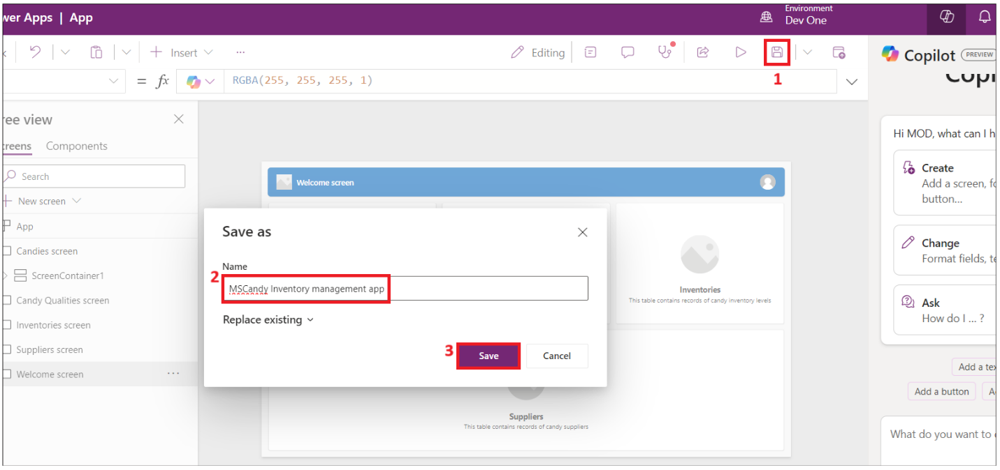 wer Apps | App
Environment
Dev One
Insert
...
Editing
1
= fx
RGBA(255, 255, 255, 1)
Copilot PREVIEW
ree view
creens Components
Search
New screen
App
Candies screen
ScreenContainer1
Candy Qualities screen
Inventories screen
Suppliers screen
Welcome screen ...
Welcome screen
Inventories
This table contains records of candy inventory levels
Suppliers
This table contains records of candy suppliers
Save as
Name
2
MSCandy Inventory management app
Replace existing
3
Save
Cancel
Hi MOD, what can I h
Create
Add a screen, fo
button...
Change
Format fields, te
Ask
How do I ... ?
Add a tex
Add a button
What do you want to